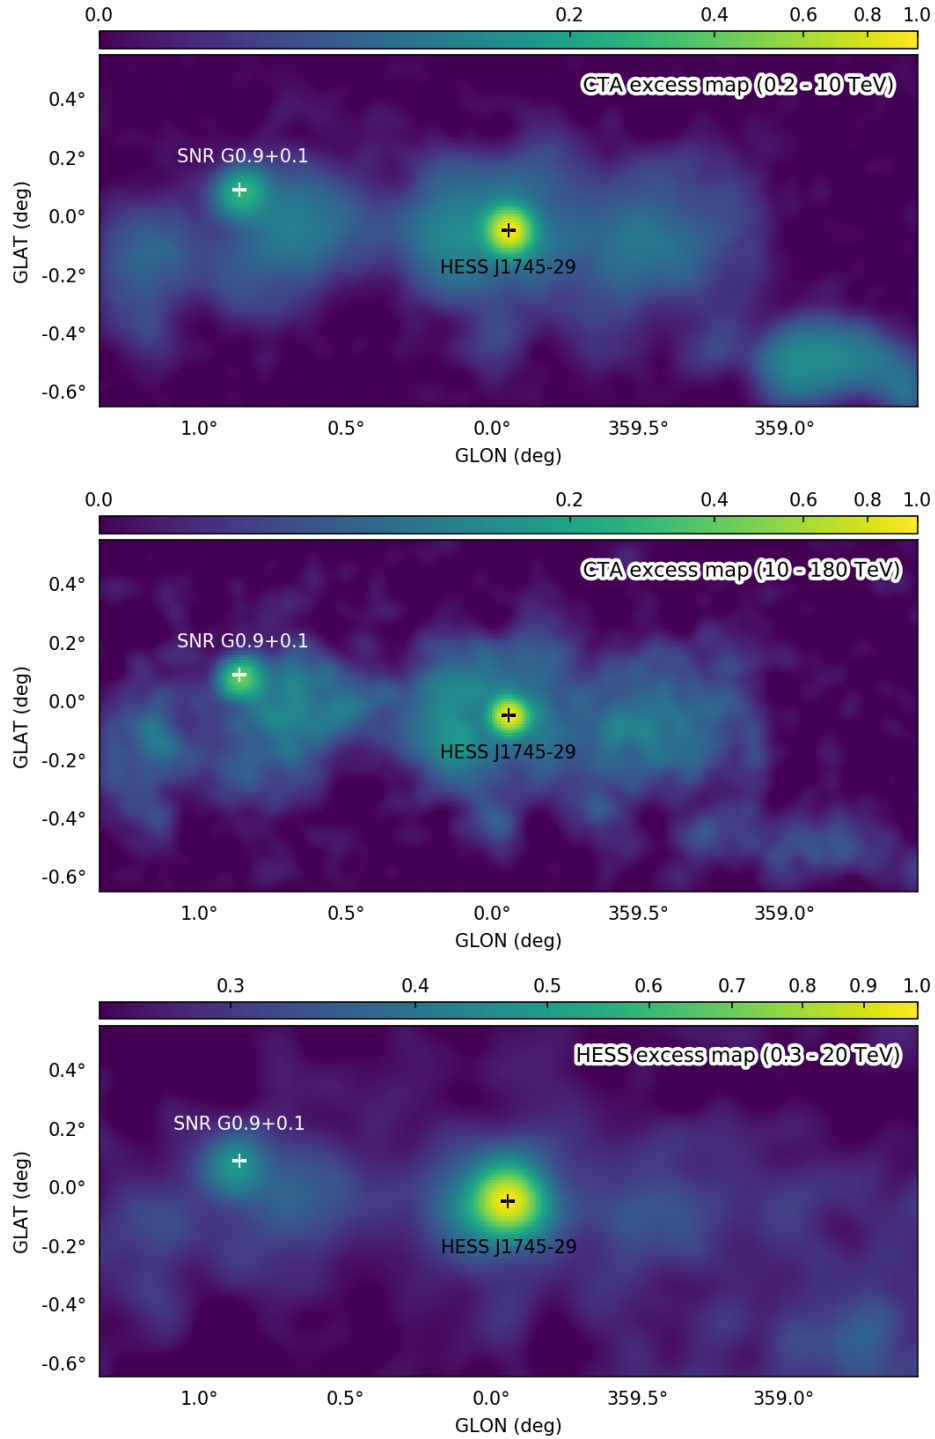 0.0 0.2 0.4 0.6 0.8 1.0
CTA excess map (0.2 - 10 TeV)
0.4°
SNR G0.9+0.1
0.2°
0.0°
HESS J1745-29
-0.2°
-0.4°
-0.6°
GLAT (deg)
1.0° 0.5° 0.0° 359.5° 359.0°
GLON (deg)
0.0 0.2 0.4 0.6 0.8 1.0
CTA excess map (10 - 180 TeV)
0.4°
SNR G0.9+0.1
0.2°
0.0°
HESS J1745-29
-0.2°
-0.4°
-0.6°
GLAT (deg)
1.0° 0.5° 0.0° 359.5° 359.0°
GLON (deg)
0.3 0.4 0.5 0.6 0.7 0.8 0.9 1.0
HESS excess map (0.3 - 20 TeV)
0.4°
SNR G0.9+0.1
0.2°
0.0°
HESS J1745-29
-0.2°
-0.4°
-0.6°
GLAT (deg)
1.0° 0.5° 0.0° 359.5° 359.0°
GLON (deg)